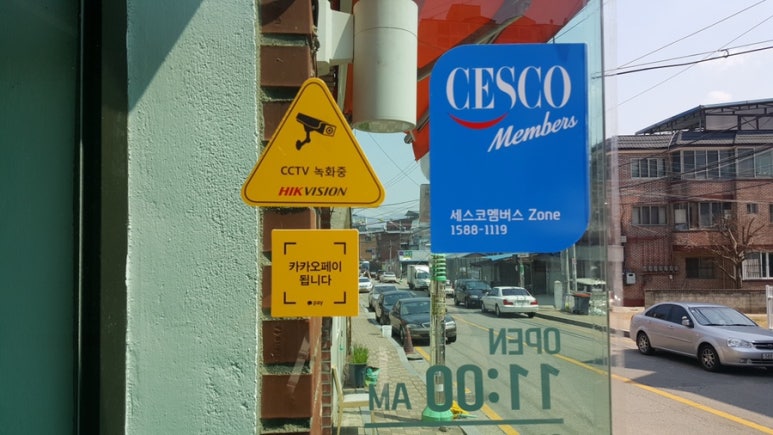 CESCO
Members
세스코멤버스 Zone
1588-1119
CCTV 녹화중
HIKVISION
카카오페이
됩니다
pay
OPEN
11:00 AM